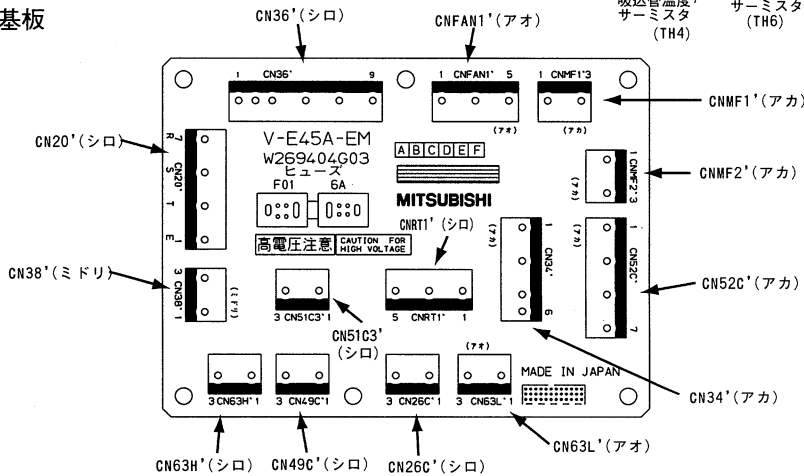 基板
CN36'(シロ)
CNFAN1'(アオ)
吸込管温度
サーミスタ
(TH4)
サーミスタ
(TH6)
1 CN36' 9
1 CNFAN1' 5
(アオ)
1 CNMF1'3
(アカ)
CNMF1'(アカ)
CN20'(シロ)
7
R S T E
CN20'
1
V-E45A-EM
W269404G03
ヒューズ
F01 6A
ABCDEF
MITSUBISHI
高電圧注意
CAUTION FOR
HIGH VOLTAGE
CNRT1'(シロ)
1 CNMF2'3
(アカ)
CNMF2'(アカ)
(アカ)
1 CN34' 6
(アカ)
1 CN52C' 7
CN52C'(アカ)
CN38'(ミドリ)
3 CN38'1
(ミドリ)
3 CN51C3'1
CN51C3'
(シロ)
5 CNRT1' 1
(アオ)
MADE IN JAPAN
CN34'(アカ)
3 CN63H'1
3 CN49C'1
3 CN26C'1
3 CN63L'1
CN63L'(アオ)
CN63H'(シロ)
CN49C'(シロ)
CN26C'(シロ)